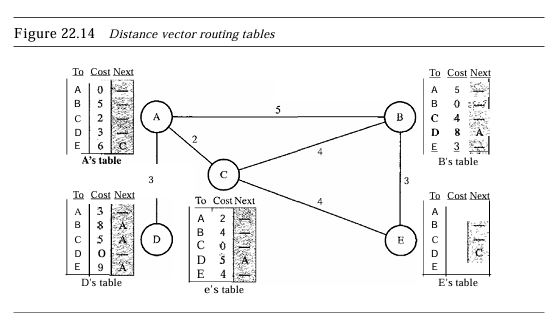 Figure 22.14 Distance vector routing tables
To Cost Next
A 0 —
B 5 —
C 2 —
D 3 —
E 6 C
A's table
To Cost Next
A 5 —
B 0 —
C 4 —
D 8 A
E 3 —
B's table
A
B
C
D
E
5
2
4
4
3
3
To Cost Next
A 3 —
B 8 A
C 5 A
D 0 —
E 9 A
D's table
To Cost Next
A 2 —
B 4 —
C 0 —
D 5 A
E 4 —
e's table
To Cost Next
A
B —
C —
D C
E
E's table